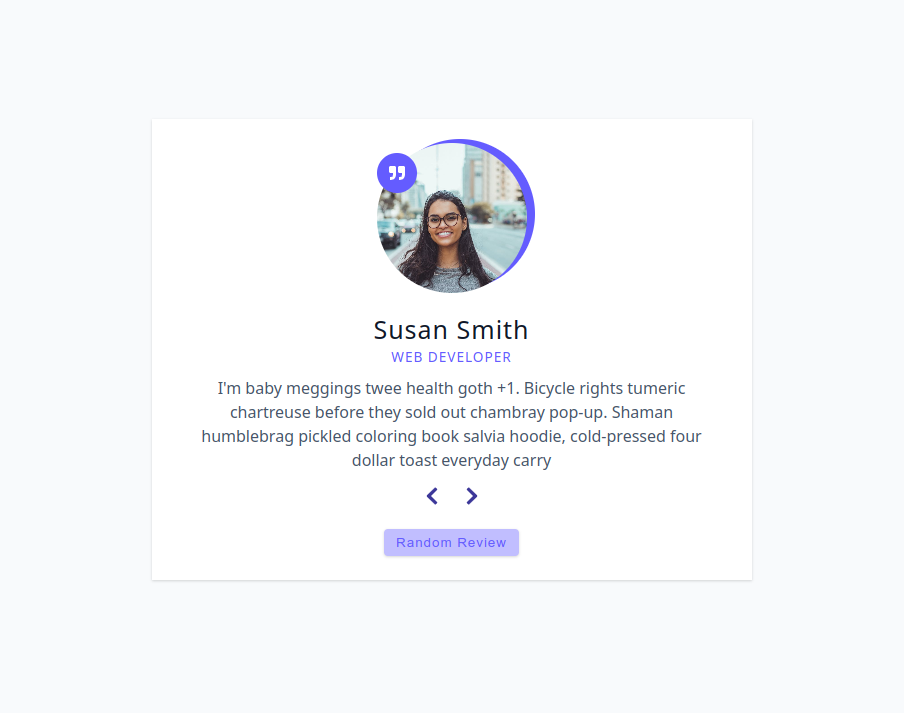 Susan Smith
WEB DEVELOPER
I'm baby meggings twee health goth +1. Bicycle rights tumeric
chartreuse before they sold out chambray pop-up. Shaman
humblebrag pickled coloring book salvia hoodie, cold-pressed four
dollar toast everyday carry
Random Review